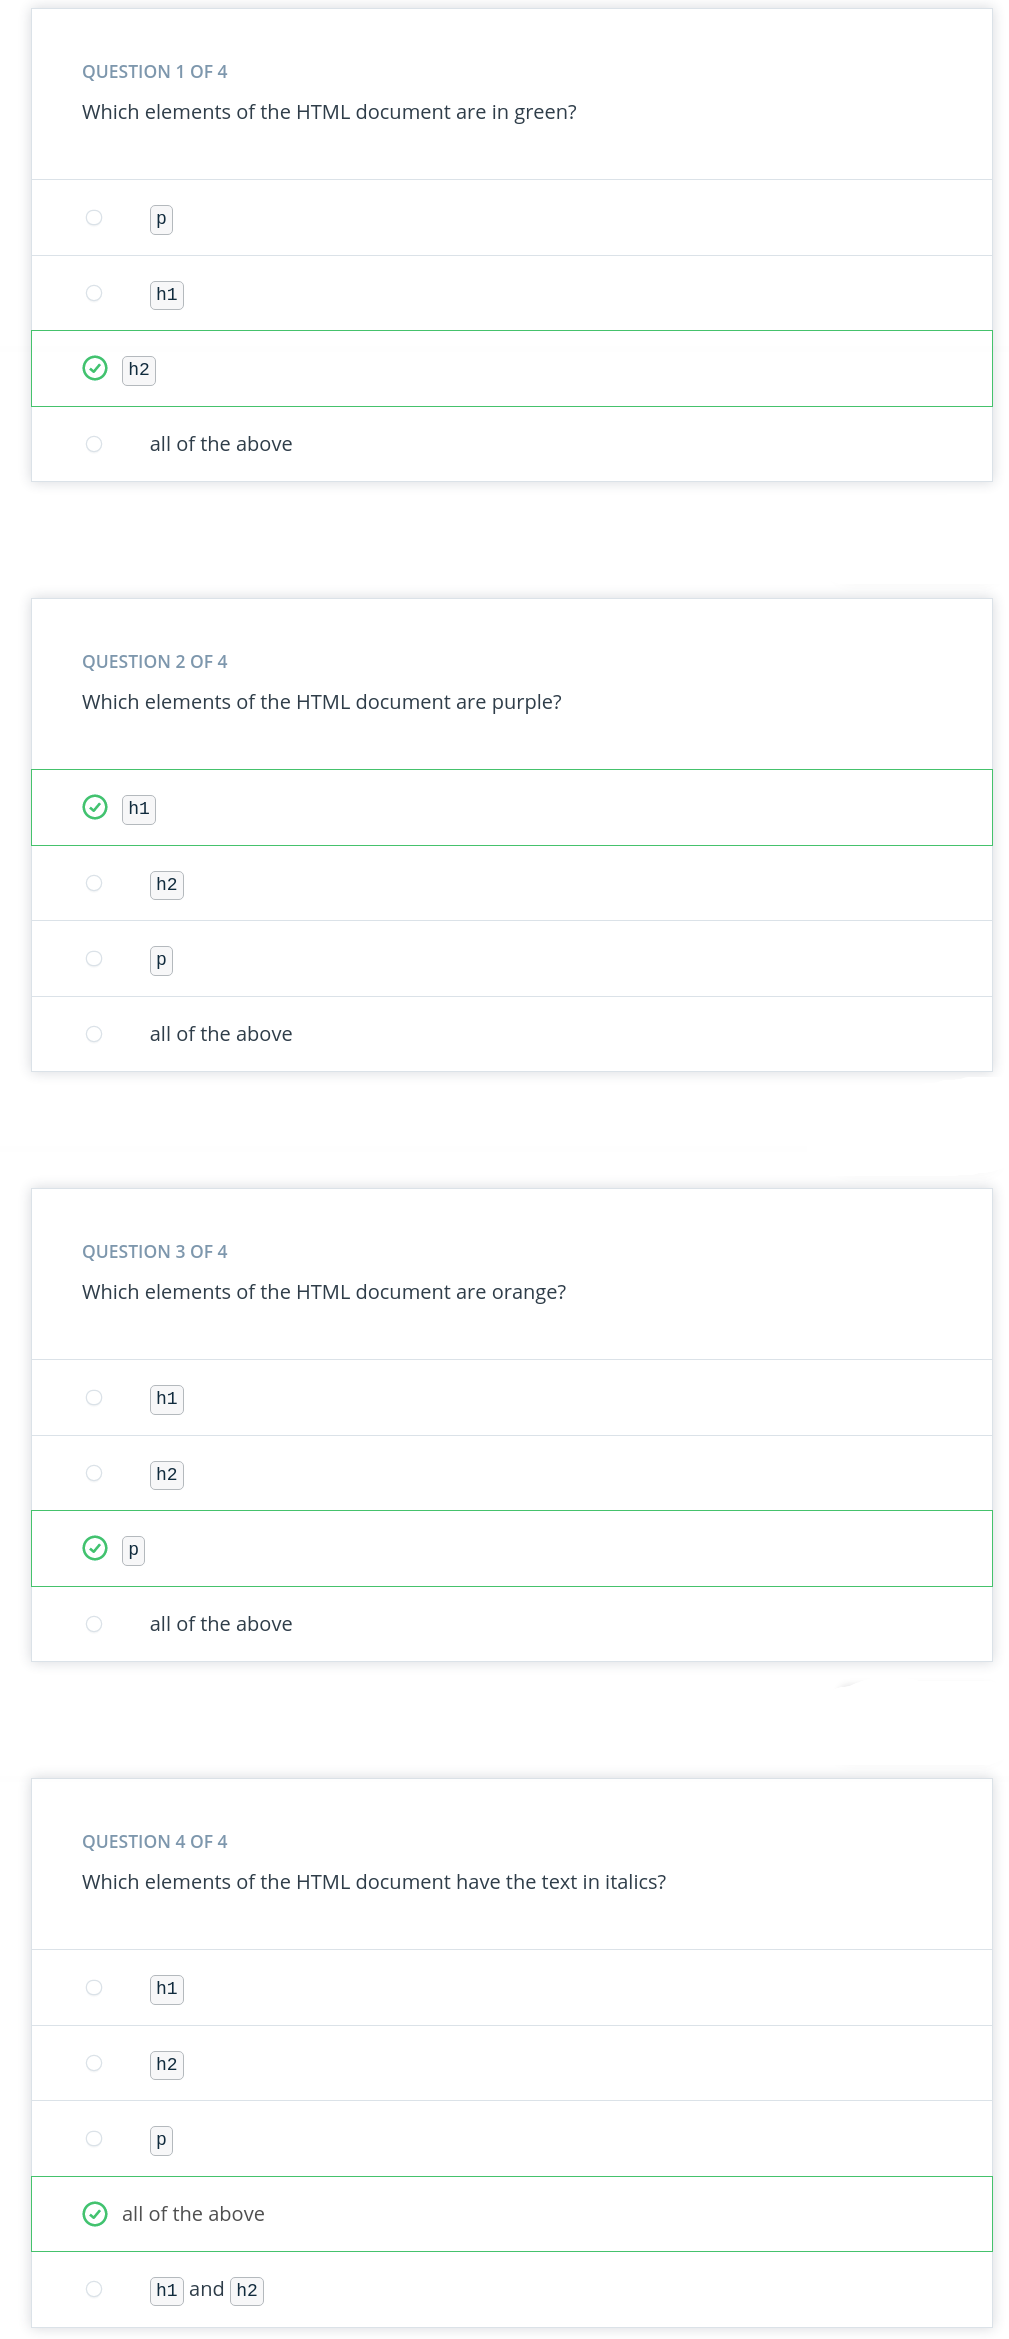 QUESTION 1 OF 4
Which elements of the HTML document are in green?
p
h1
h2
all of the above
QUESTION 2 OF 4
Which elements of the HTML document are purple?
h1
h2
p
all of the above
QUESTION 3 OF 4
Which elements of the HTML document are orange?
h1
h2
p
all of the above
QUESTION 4 OF 4
Which elements of the HTML document have the text in italics?
h1
h2
p
all of the above
h1 and h2